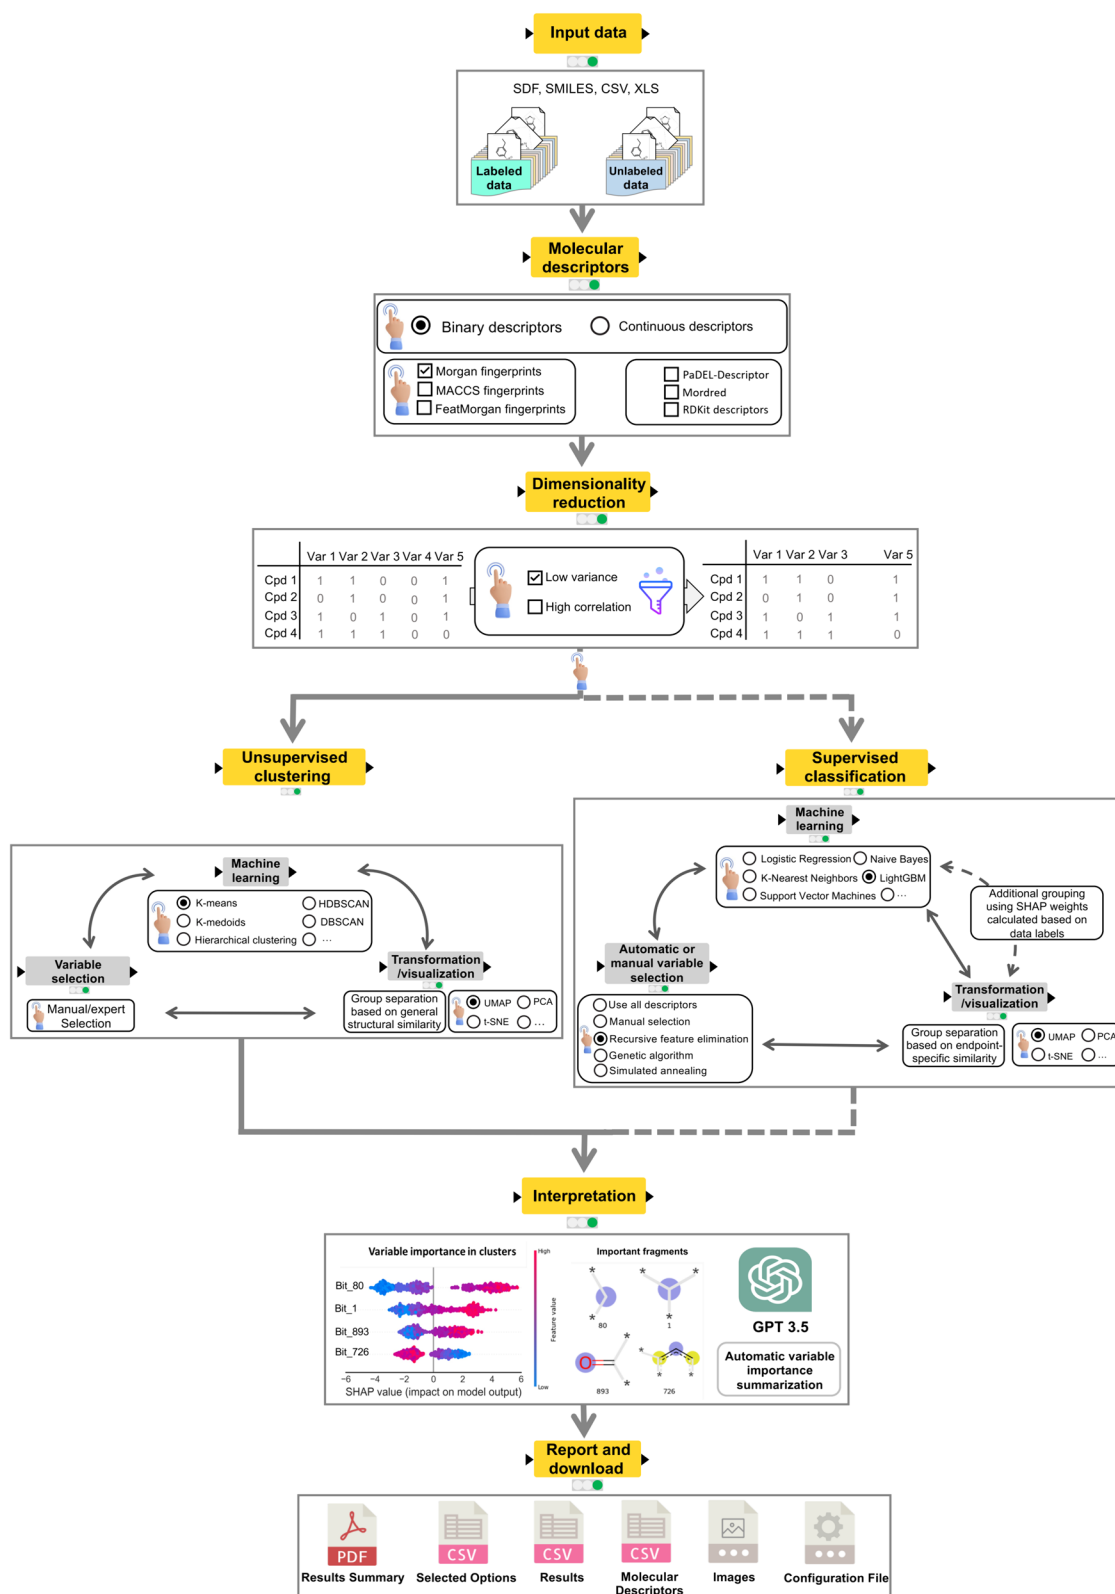 Input data
SDF, SMILES, CSV, XLS
Labeled
data
Unlabeled
data
Molecular
descriptors
Binary descriptors
Continuous descriptors
Morgan fingerprints
MACCS fingerprints
FeatMorgan fingerprints
PaDEL-Descriptor
Mordred
RDKit descriptors
Dimensionality
reduction
Var 1 Var 2 Var 3 Var 4 Var 5
Cpd 1 1 1 0 0 1
Cpd 2 0 1 0 0 1
Cpd 3 1 0 1 0 1
Cpd 4 1 1 1 0 0
Low variance
High correlation
Var 1 Var 2 Var 3 Var 5
Cpd 1 1 1 0 1
Cpd 2 0 1 0 1
Cpd 3 1 0 1 1
Cpd 4 1 1 1 0
Unsupervised
clustering
Machine
learning
K-means
HDBSCAN
K-medoids
DBSCAN
Hierarchical clustering
...
Variable
selection
Manual/expert
Selection
Transformation
/visualization
Group separation
based on general
structural similarity
UMAP
PCA
t-SNE
...
Supervised
classification
Machine
learning
Logistic Regression
Naive Bayes
K-Nearest Neighbors
LightGBM
Support Vector Machines
...
Additional grouping
using SHAP weights
calculated based on
data labels
Automatic or
manual variable
selection
Use all descriptors
Manual selection
Recursive feature elimination
Genetic algorithm
Simulated annealing
Transformation
/visualization
Group separation
based on endpoint-
specific similarity
UMAP
PCA
t-SNE
...
Interpretation
Variable importance in clusters
Bit_80
Bit_1
Bit_893
Bit_726
−6 −4 −2 0 2 4 6
SHAP value (impact on model output)
High
Feature value
Low
Important fragments
* * * *
*
80
*
1
O
*
*
893
* *
* *
726
GPT 3.5
Automatic variable
importance
summarization
Report and
download
PDF
Results Summary
CSV
Selected Options
CSV
Results
CSV
Molecular
Descriptors
Images
Configuration File